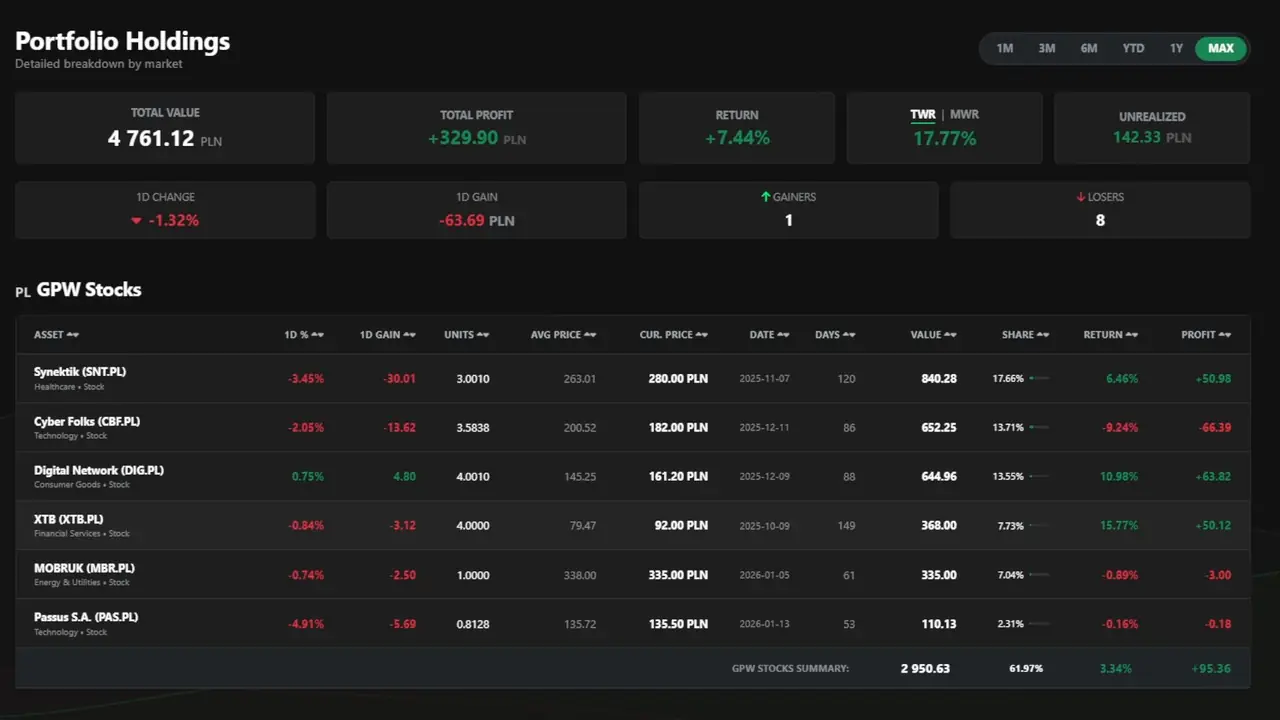 Portfolio Holdings
Detailed breakdown by market
1M 3M 6M YTD 1Y MAX
TOTAL VALUE
4 761.12 PLN
TOTAL PROFIT
+329.90 PLN
RETURN
+7.44%
TWR | MWR
17.77%
UNREALIZED
142.33 PLN
1D CHANGE
-1.32%
1D GAIN
-63.69 PLN
GAINERS
1
LOSERS
8
PL GPW Stocks
ASSET 1D % 1D GAIN UNITS AVG PRICE CUR. PRICE DATE DAYS VALUE SHARE RETURN PROFIT
Synektik (SNT.PL)
Healthcare • Stock
-3.45% -30.01 3.0010 263.01 280.00 PLN 2025-11-07 120 840.28 17.66% 6.46% +50.98
Cyber Folks (CBF.PL)
Technology • Stock
-2.05% -13.62 3.5838 200.52 182.00 PLN 2025-12-11 86 652.25 13.71% -9.24% -66.39
Digital Network (DIG.PL)
Consumer Goods • Stock
0.75% 4.80 4.0010 145.25 161.20 PLN 2025-12-09 88 644.96 13.55% 10.98% +63.82
XTB (XTB.PL)
Financial Services • Stock
-0.84% -3.12 4.0000 79.47 92.00 PLN 2025-10-09 149 368.00 7.73% 15.77% +50.12
MOBRUK (MBR.PL)
Energy & Utilities • Stock
-0.74% -2.50 1.0000 338.00 335.00 PLN 2026-01-05 61 335.00 7.04% -0.89% -3.00
Passus S.A. (PAS.PL)
Technology • Stock
-4.91% -5.69 0.8128 135.72 135.50 PLN 2026-01-13 53 110.13 2.31% -0.16% -0.18
GPW STOCKS SUMMARY: 2 950.63 61.97% 3.34% +95.36